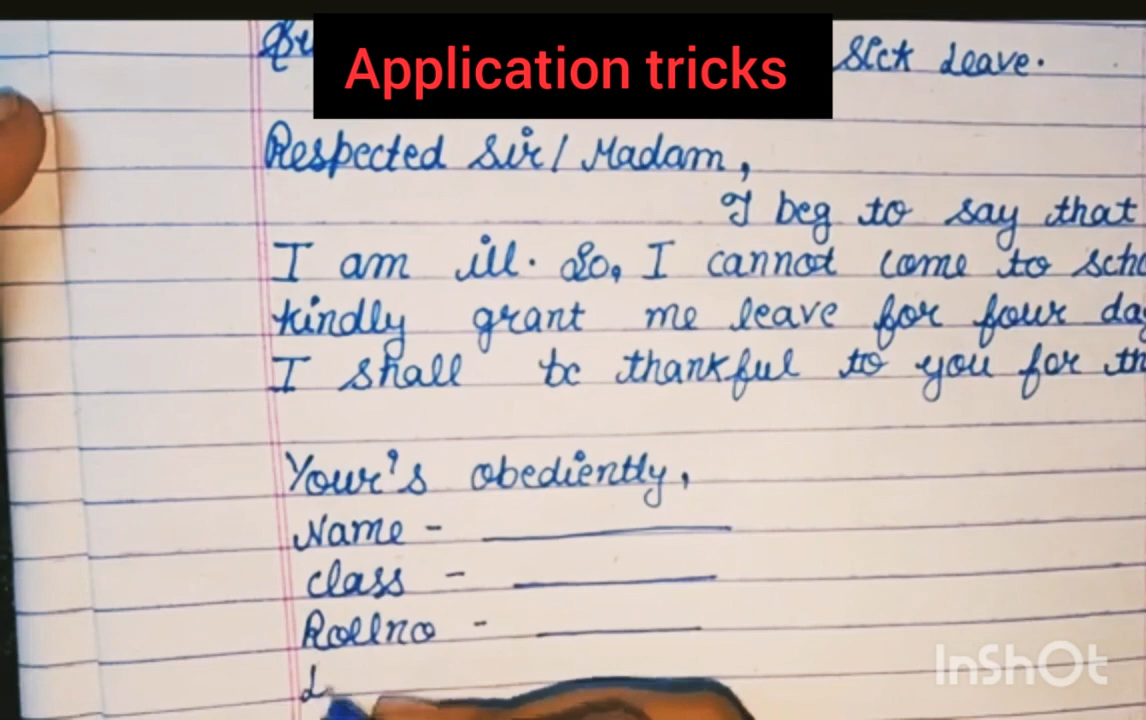 Application tricks
sick Leave.
Respected Sir/Madam,
I beg to say that
I am ill. So, I cannot come to
kindly grant me leave for four
I shall be thankful to you for
Your's obediently,
Name -
class -
Rollno -
InShOt